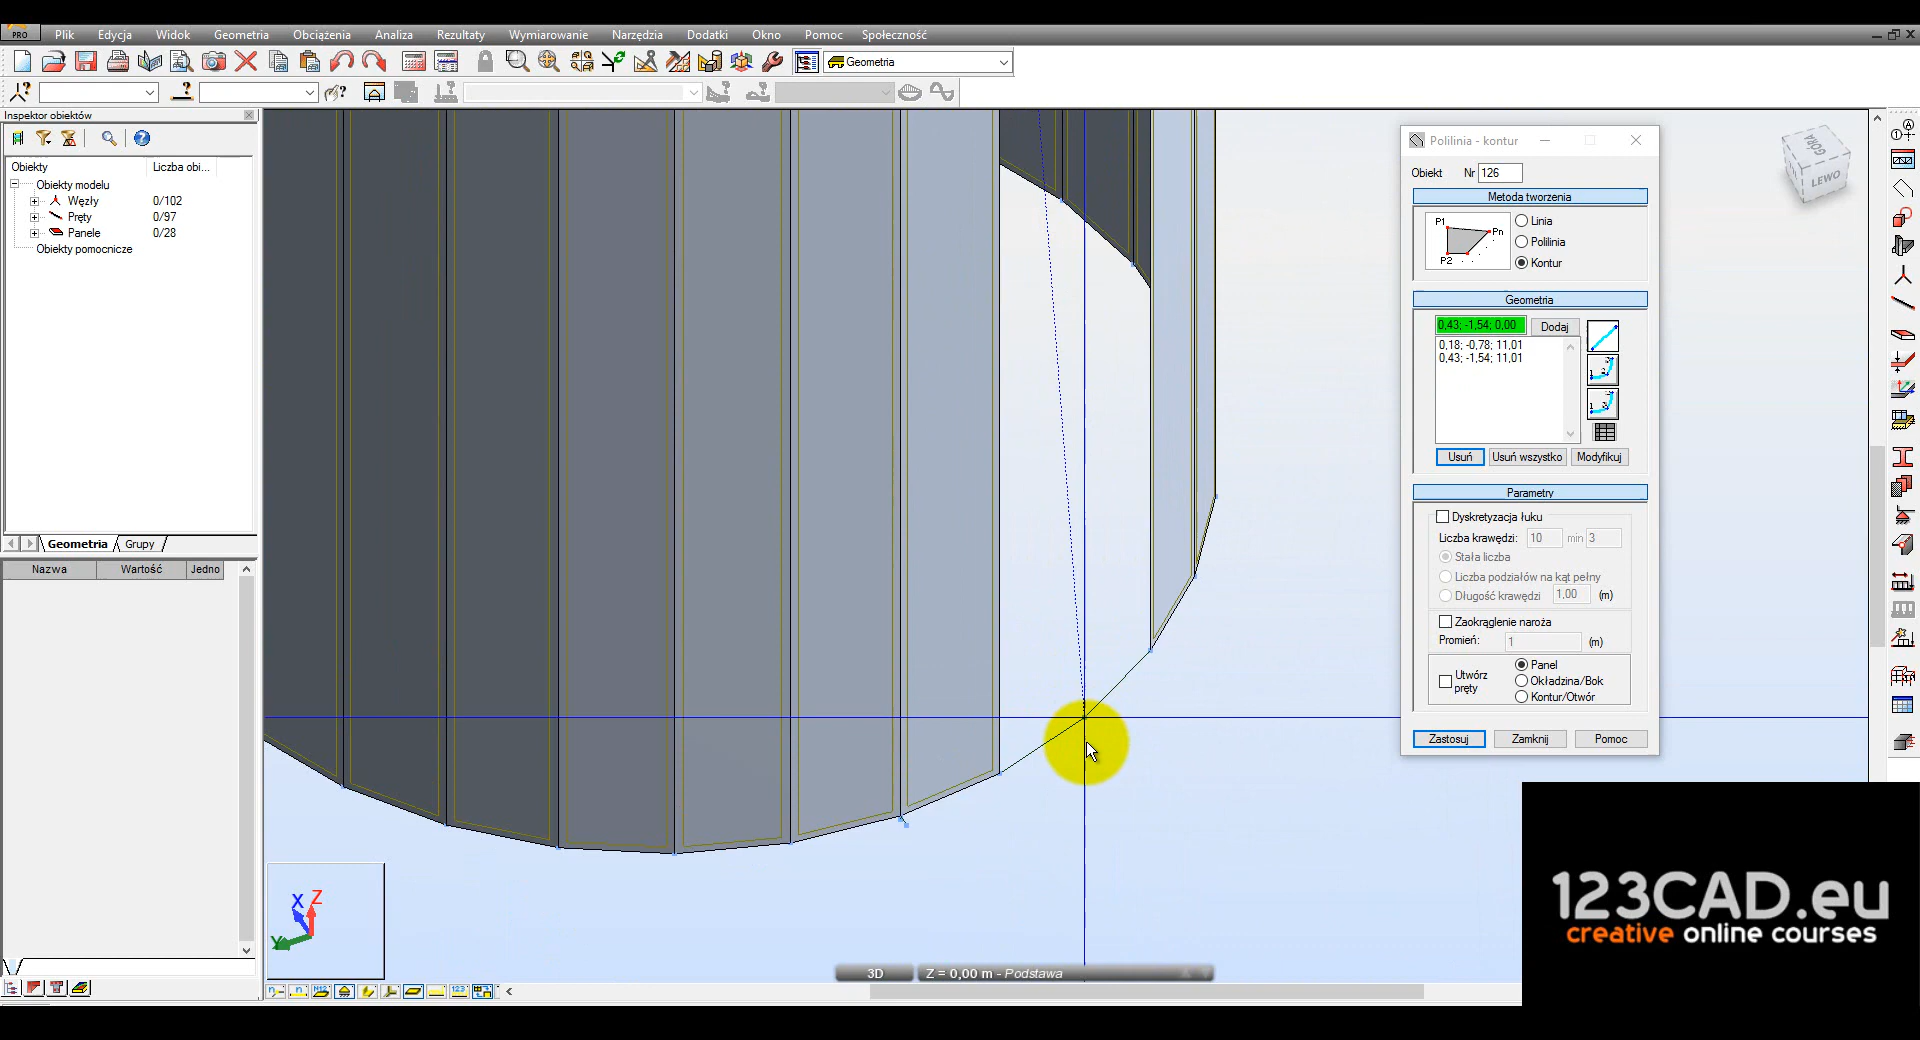 PRO
Plik Edycja Widok Geometria Obciążenia Analiza Rezultaty Wymiarowanie Narzędzia Dodatki Okno Pomoc Społeczność
Geometria
Inspektor obiektów
Obiekty Liczba obi...
Obiekty modelu
Węzły 0/102
Pręty 0/97
Panele 0/28
Obiekty pomocnicze
Geometria Grupy
Nazwa Wartość Jedno
X Z
Y
3D Z = 0,00 m - Podstawa
GÓRA
LEWO
Polilinia - kontur
Obiekt Nr 126
Metoda tworzenia
P1 Pn
P2
Linia
Polilinia
Kontur
Geometria
0,43; -1,54; 0,00 Dodaj
0,18; -0,78; 11,01
0,43; -1,54; 11,01
Usuń Usuń wszystko Modyfikuj
Parametry
Dyskretyzacja łuku
Liczba krawędzi: 10 min 3
Stała liczba
Liczba podziałów na kąt pełny
Długość krawędzi 1,00 (m)
Zaokrąglenie naroża
Promień: 1 (m)
Utwórz pręty
Panel
Okładzina/Bok
Kontur/Otwór
Zastosuj Zamknij Pomoc
123CAD.eu
creative online courses